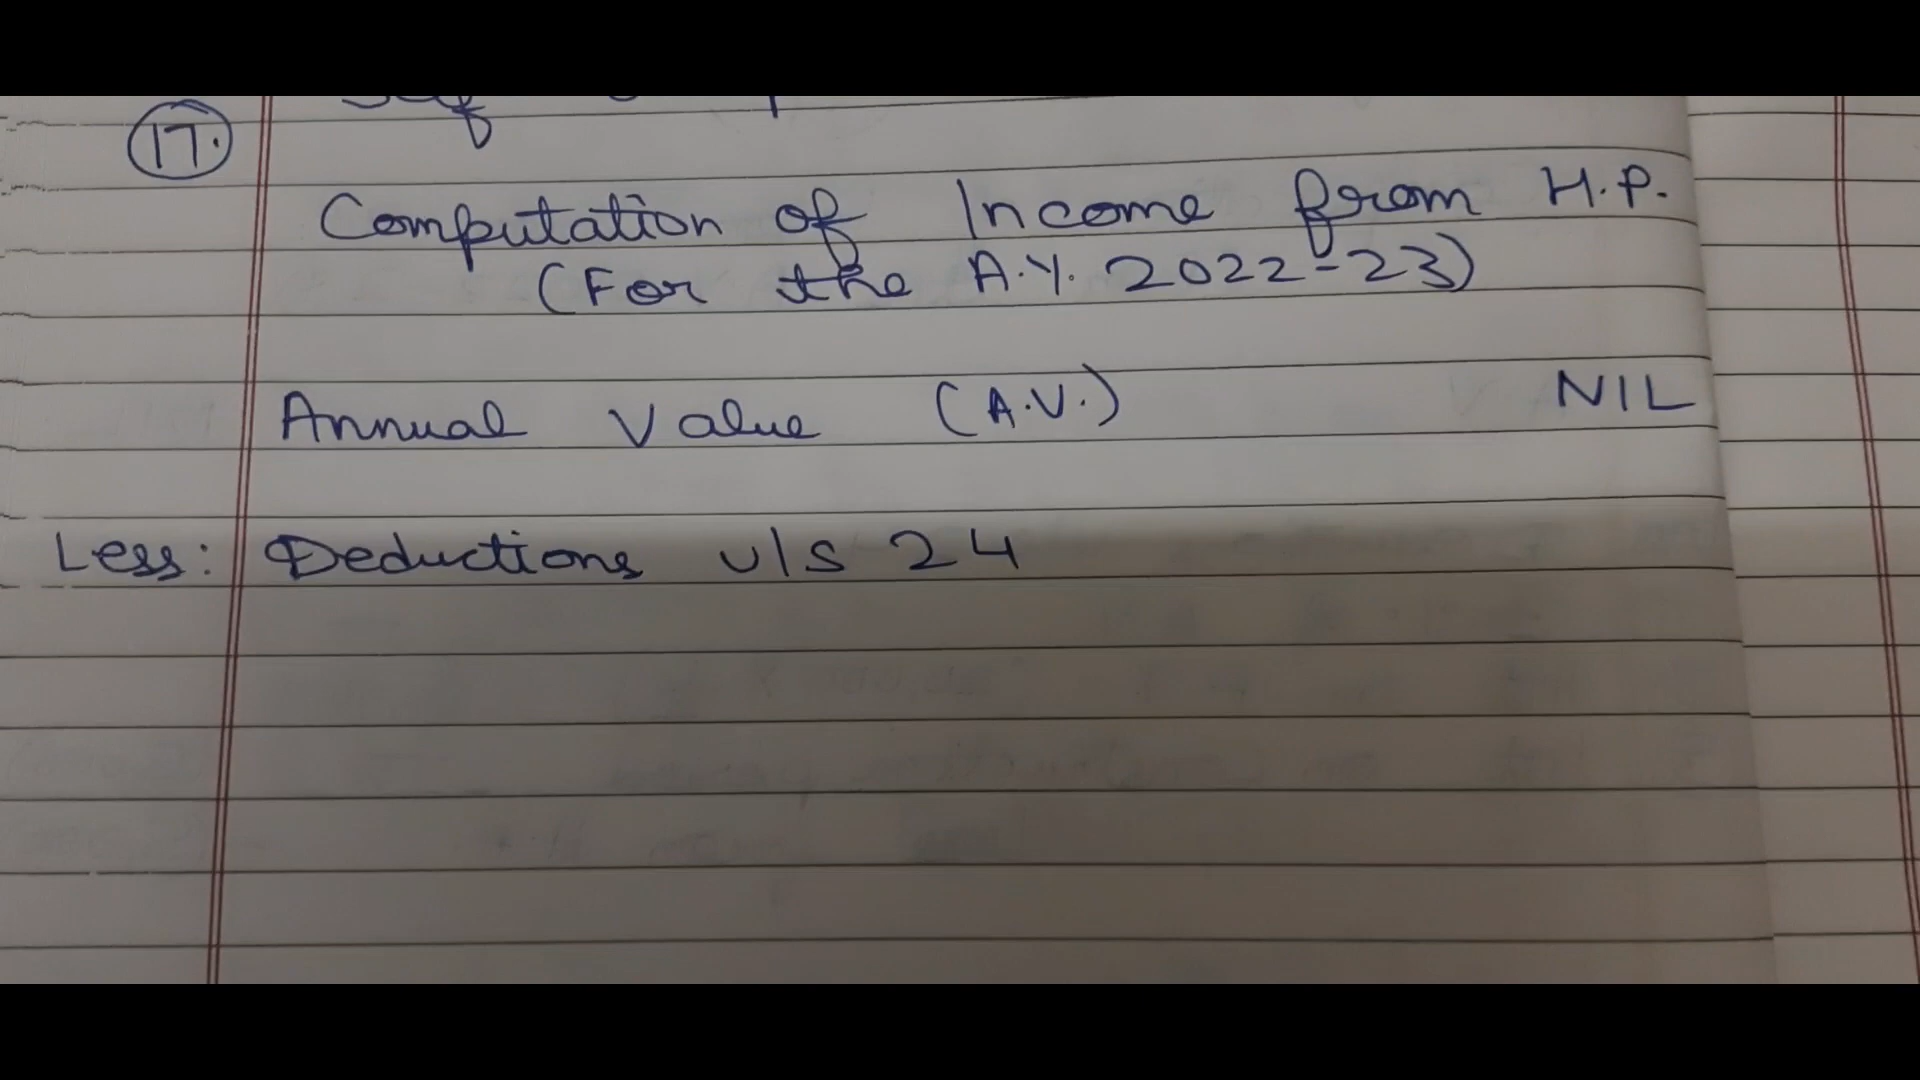 17.
Computation of Income from H.P.
(For the A.Y. 2022-23)
Annual Value (A.V.) NIL
Less: Deductions u/s 24